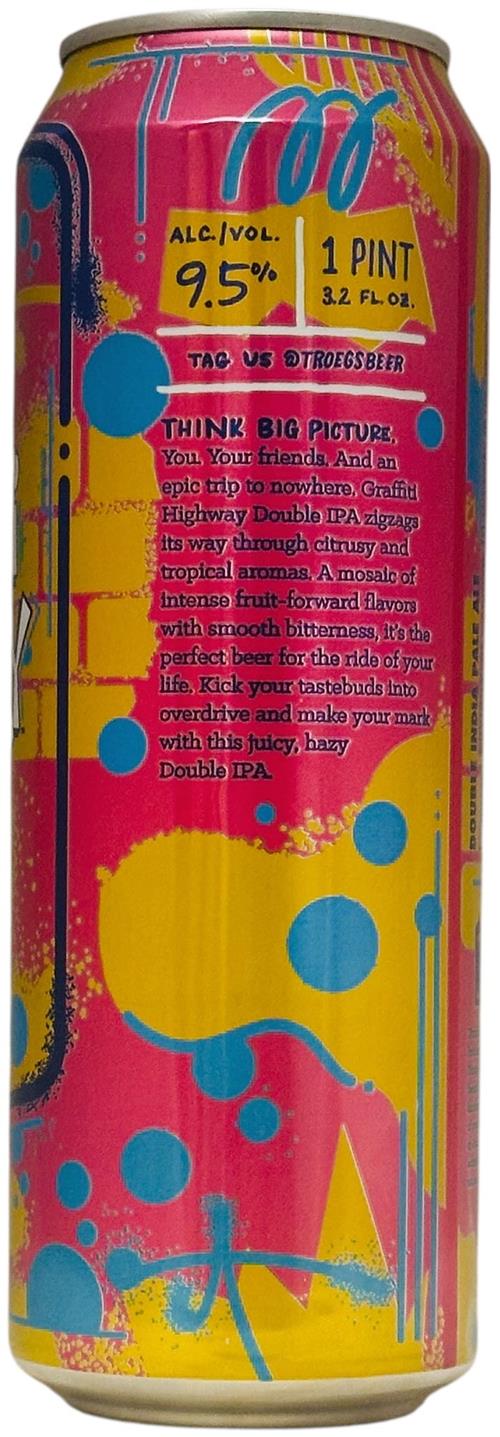 ALC./VOL.
9.5%
1 PINT
3.2 FL. OZ.
TAG US @TROEGSBEER
THINK BIG PICTURE.
You. Your friends. And an
epic trip to nowhere. Graffiti
Highway Double IPA zigzags
its way through citrusy and
tropical aromas. A mosaic of
intense fruit-forward flavors
with smooth bitterness, it's the
perfect beer for the ride of your
life. Kick your tastebuds into
overdrive and make your mark
with this juicy, hazy
Double IPA.
DOUBLE INDIA PALE ALE